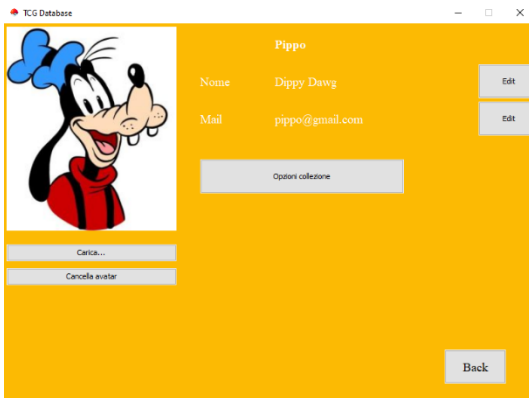 TCG Database
Pippo
Nome Dippy Dawg Edit
Mail pippo@gmail.com Edit
Opzioni collezione
Carica...
Cancella avatar
Back